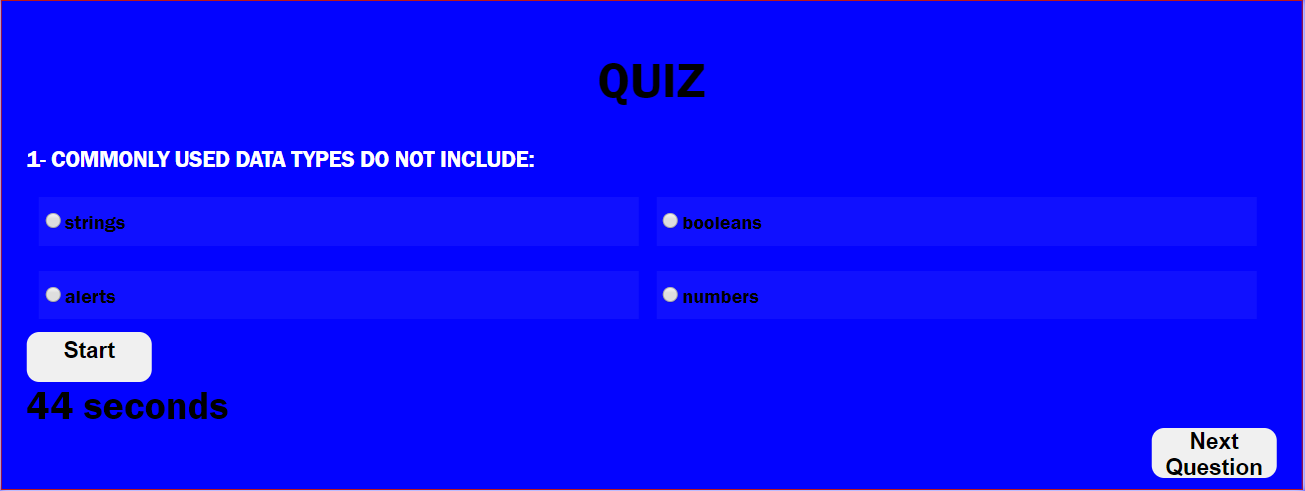 QUIZ
1- COMMONLY USED DATA TYPES DO NOT INCLUDE:
strings
booleans
alerts
numbers
Start
44 seconds
Next
Question